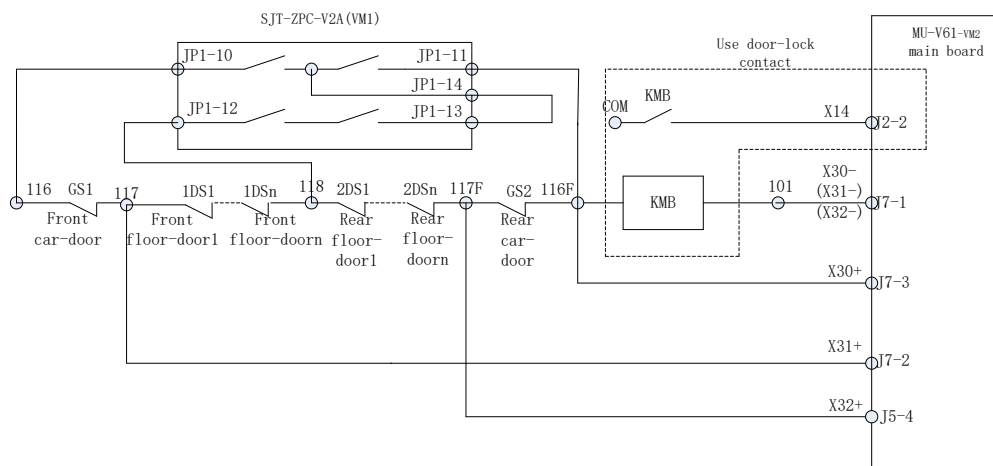 SJT-ZPC-V2A(VM1)
MU-V61-VM2
main board
Use door-lock
contact
JP1-10
JP1-11
JP1-14
JP1-12
JP1-13
COM
KMB
X14
J2-2
116
GS1
117
1DS1
1DSn
118
2DS1
2DSn
117F
GS2
116F
KMB
101
X30-
(X31-)
(X32-)
J7-1
Front
car-door
Front
floor-door1
Front
floor-doorn
Rear
floor-
door1
Rear
floor-
doorn
Rear
car-
door
X30+
J7-3
X31+
J7-2
X32+
J5-4